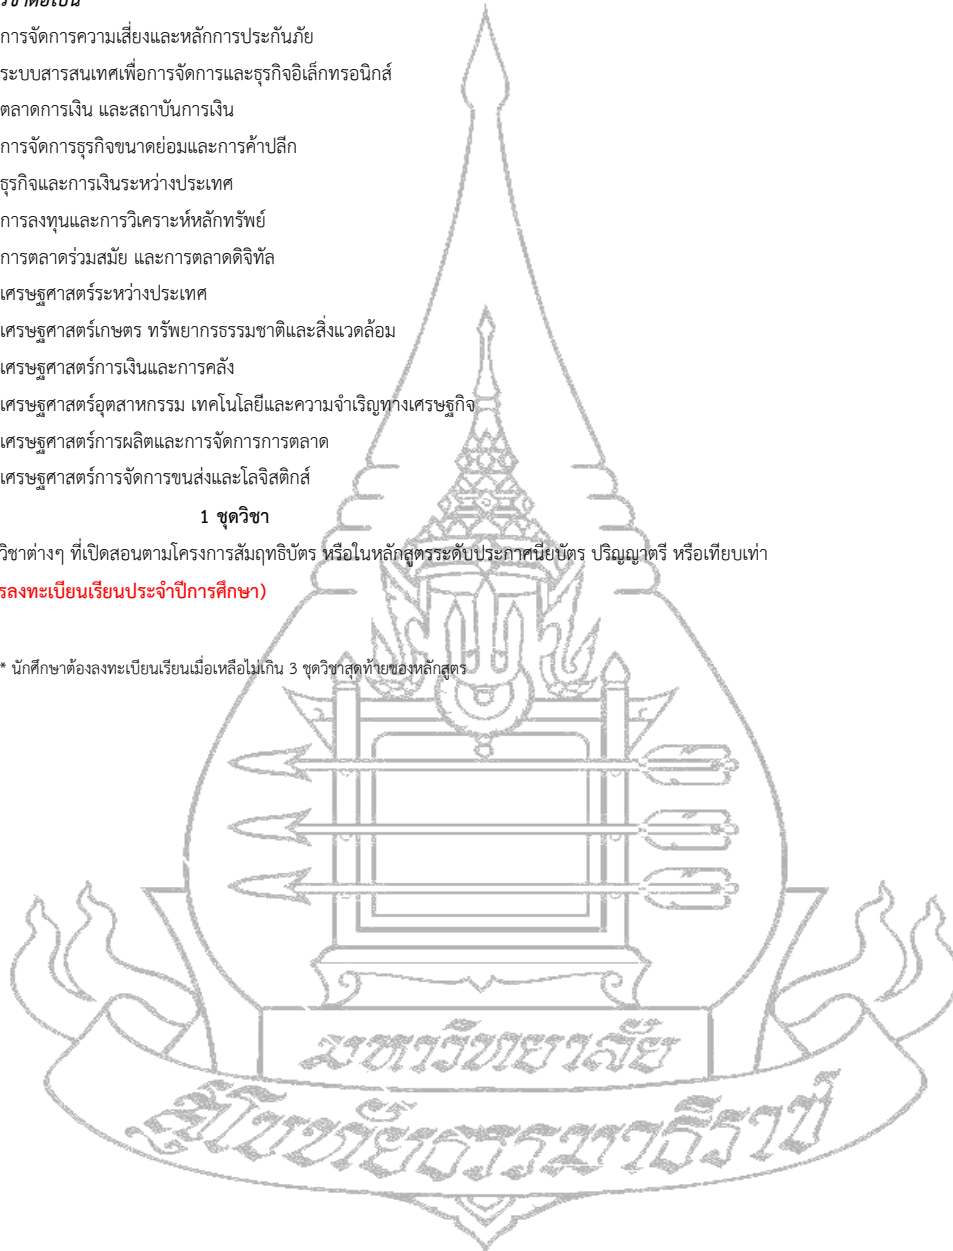 วิชาต่อไปนี้
การจัดการความเสี่ยงและหลักการประกันภัย
ระบบสารสนเทศเพื่อการจัดการและธุรกิจอิเล็กทรอนิกส์
ตลาดการเงิน และสถาบันการเงิน
การจัดการธุรกิจขนาดย่อมและการค้าปลีก
ธุรกิจและการเงินระหว่างประเทศ
การลงทุนและการวิเคราะห์หลักทรัพย์
การตลาดร่วมสมัย และการตลาดดิจิทัล
เศรษฐศาสตร์ระหว่างประเทศ
เศรษฐศาสตร์เกษตร ทรัพยากรธรรมชาติและสิ่งแวดล้อม
เศรษฐศาสตร์การเงินและการคลัง
เศรษฐศาสตร์อุตสาหกรรม เทคโนโลยีและความจำเริญทางเศรษฐกิจ
เศรษฐศาสตร์การผลิตและการจัดการการตลาด
เศรษฐศาสตร์การจัดการขนส่งและโลจิสติกส์
1 ชุดวิชา
วิชาต่างๆ ที่เปิดสอนตามโครงการสัมฤทธิบัตร หรือในหลักสูตรระดับประกาศนียบัตร ปริญญาตรี หรือเทียบเท่า
รลงทะเบียนเรียนประจำปีการศึกษา)
* นักศึกษาต้องลงทะเบียนเรียนเมื่อเหลือไม่เกิน 3 ชุดวิชาสุดท้ายของหลักสูตร
มหาวิทยาลัย
สุโขทัยธรรมาธิราช